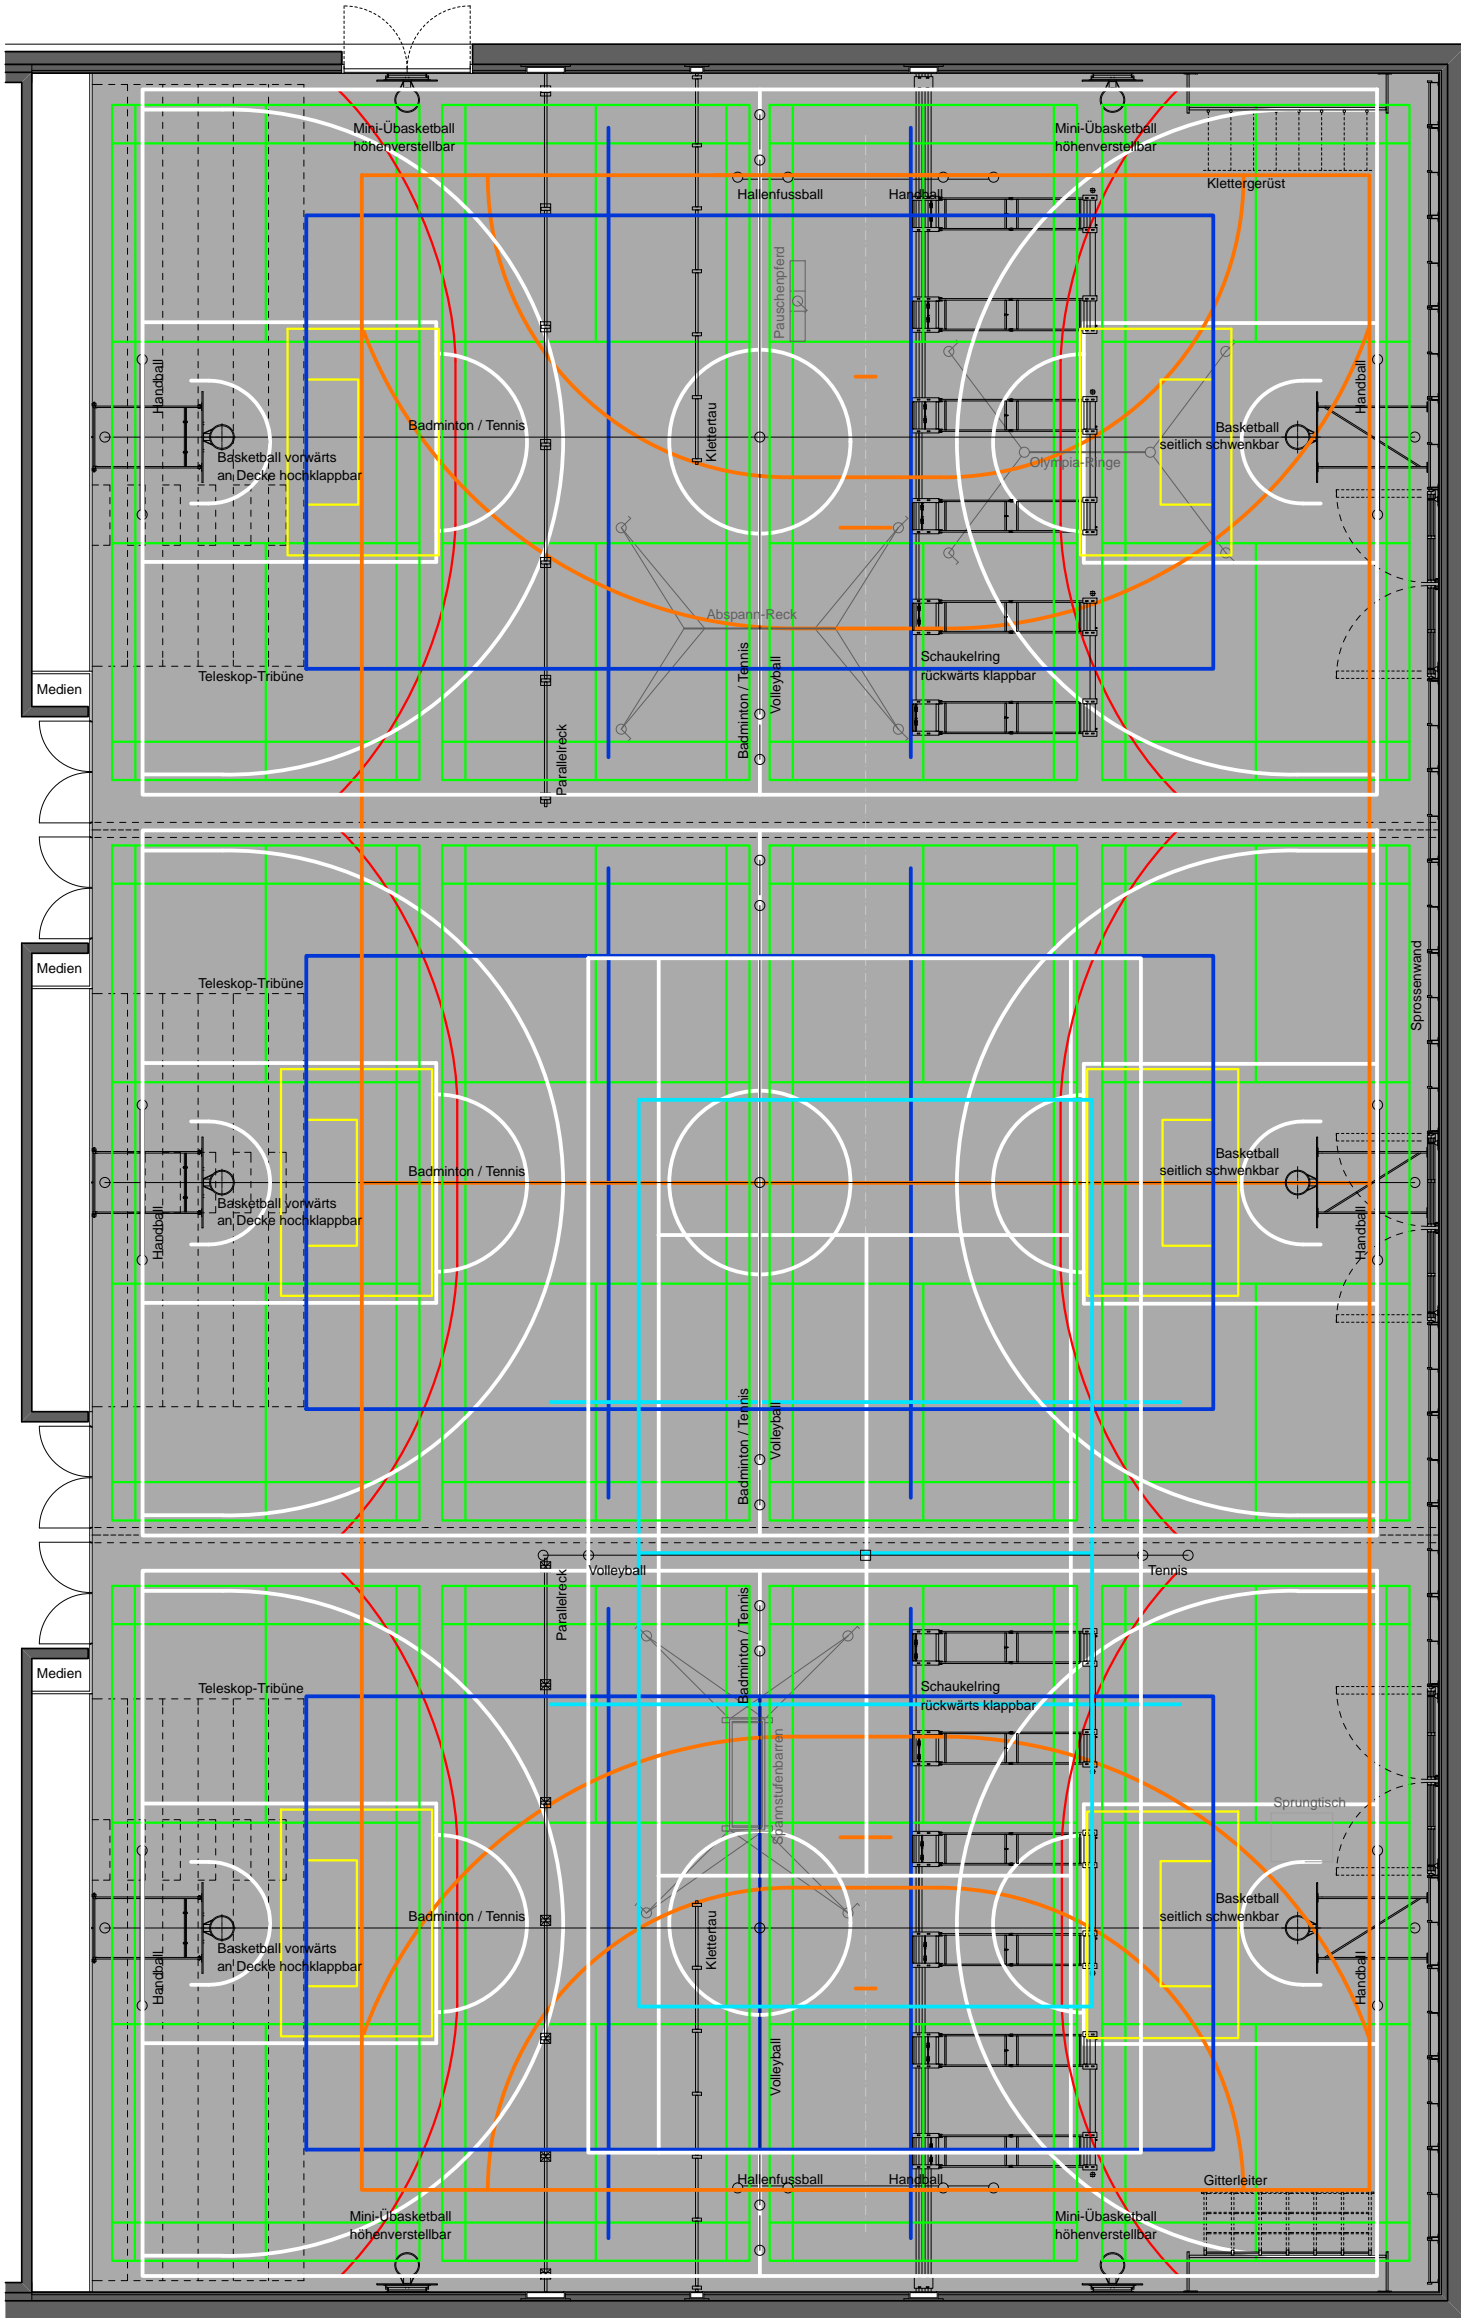 Mini-Übasketball
höhenverstellbar
Mini-Übasketball
höhenverstellbar
Klettergerüst
Hallenfussball
Handball
Pauschenpferd
Handball
Handball
Badminton / Tennis
Klettertau
Basketball
seitlich schwenkbar
Basketball vorwärts
an Decke hochklappbar
Olympia-Ringe
Abspann-Reck
Teleskop-Tribüne
Medien
Badminton / Tennis
Volleyball
Schaukelring
rückwärts klappbar
Parallelreck
Medien
Teleskop-Tribüne
Sprossenwand
Badminton / Tennis
Basketball
seitlich schwenkbar
Basketball vorwärts
an Decke hochklappbar
Handball
Handball
Badminton / Tennis
Volleyball
Volleyball
Tennis
Parallelreck
Badminton / Tennis
Medien
Teleskop-Tribüne
Schaukelring
rückwärts klappbar
Spannstufenbarren
Sprungtisch
Badminton / Tennis
Klettertau
Basketball
seitlich schwenkbar
Basketball vorwärts
an Decke hochklappbar
Handball
Handball
Volleyball
Hallenfussball
Handball
Gitterleiter
Mini-Übasketball
höhenverstellbar
Mini-Übasketball
höhenverstellbar